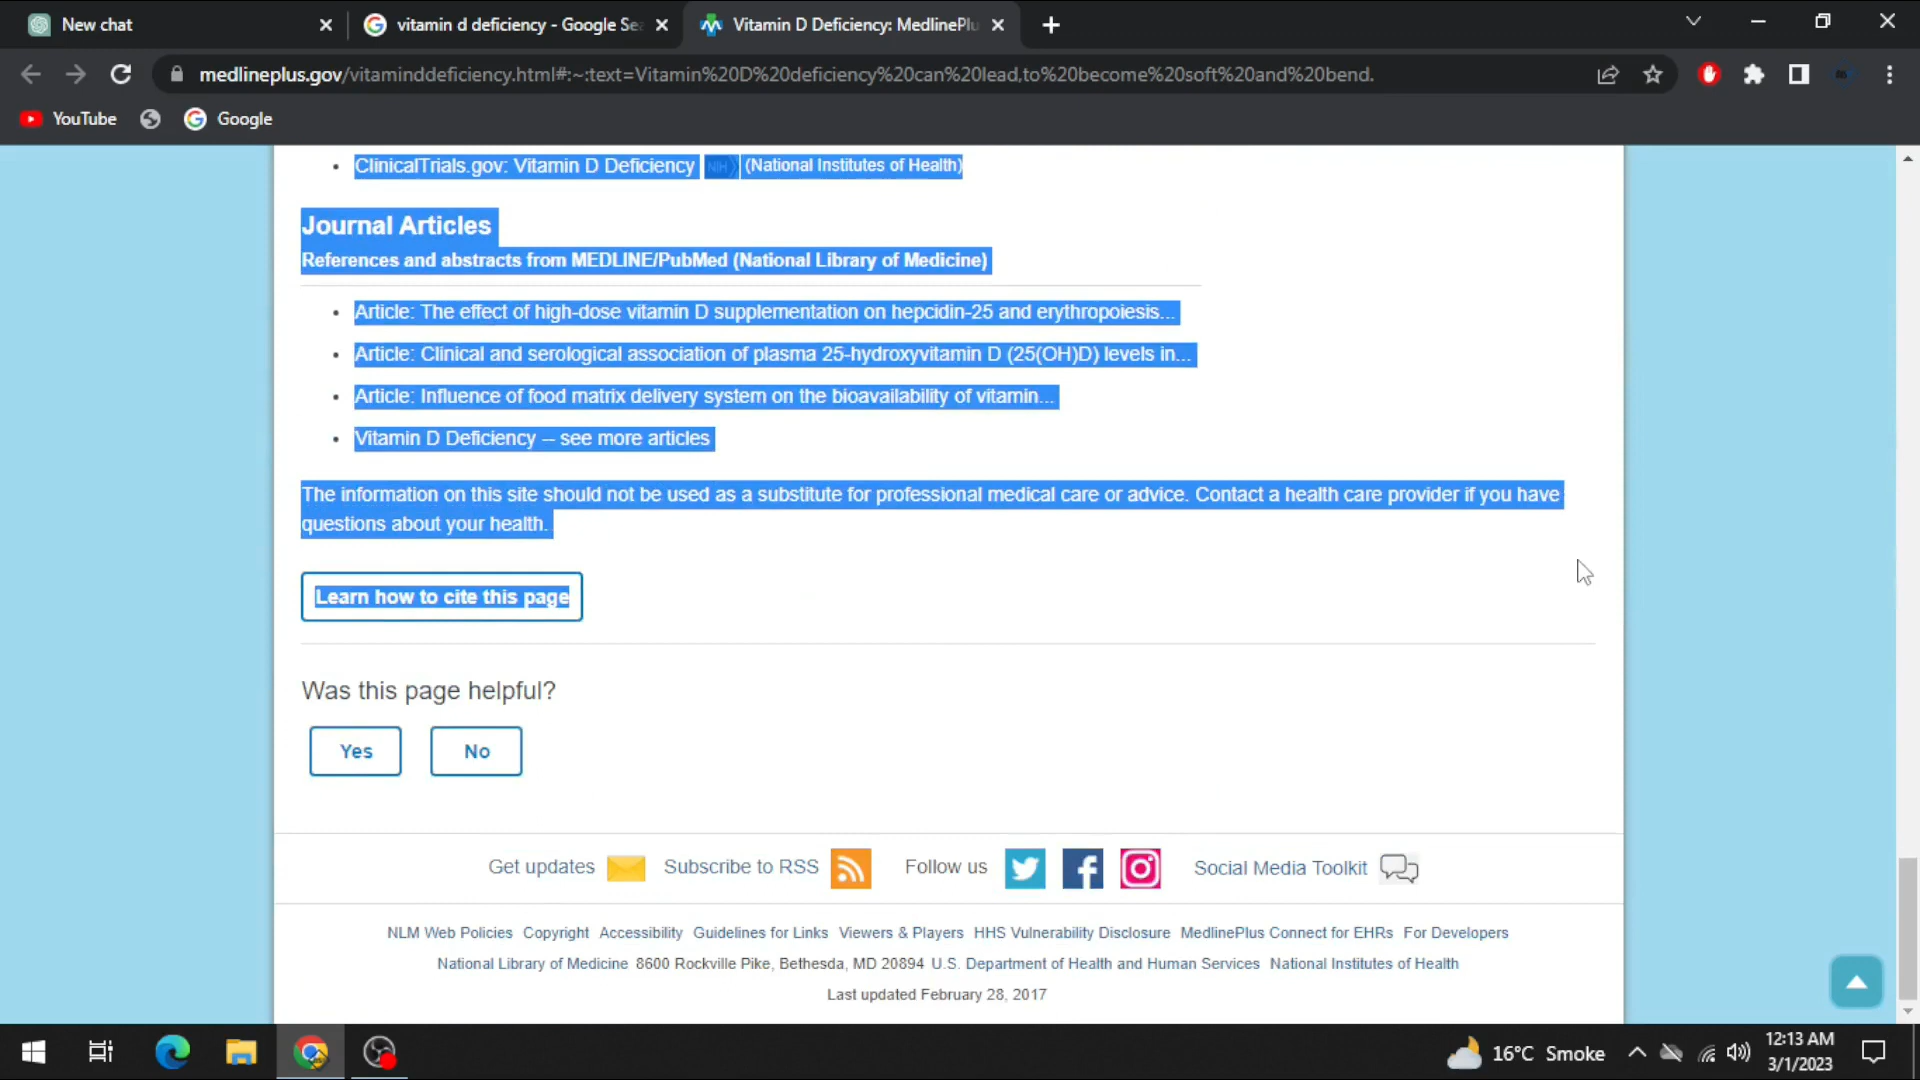 New chat
vitamin d deficiency - Google Se
Vitamin D Deficiency: MedlinePlu
medlineplus.gov/vitaminddeficiency.html#:~:text=Vitamin%20D%20deficiency%20can%20lead,to%20become%20soft%20and%20bend.
YouTube
Google
ClinicalTrials.gov: Vitamin D Deficiency NIH (National Institutes of Health)
Journal Articles
References and abstracts from MEDLINE/PubMed (National Library of Medicine)
Article: The effect of high-dose vitamin D supplementation on hepcidin-25 and erythropoiesis...
Article: Clinical and serological association of plasma 25-hydroxyvitamin D (25(OH)D) levels in...
Article: Influence of food matrix delivery system on the bioavailability of vitamin...
Vitamin D Deficiency -- see more articles
The information on this site should not be used as a substitute for professional medical care or advice. Contact a health care provider if you have
questions about your health.
Learn how to cite this page
Was this page helpful?
Yes No
Get updates Subscribe to RSS Follow us Social Media Toolkit
NLM Web Policies Copyright Accessibility Guidelines for Links Viewers & Players HHS Vulnerability Disclosure MedlinePlus Connect for EHRs For Developers
National Library of Medicine 8600 Rockville Pike, Bethesda, MD 20894 U.S. Department of Health and Human Services National Institutes of Health
Last updated February 28, 2017
16°C Smoke
12:13 AM
3/1/2023